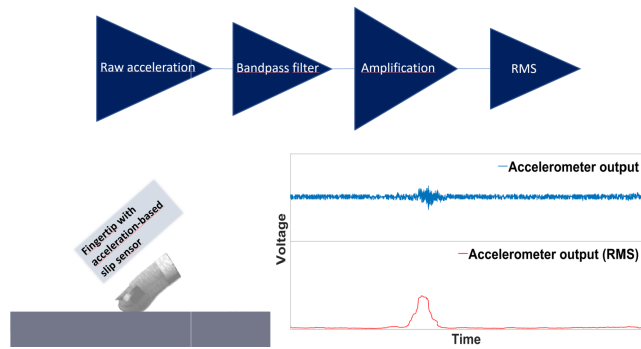 Raw acceleration
Bandpass filter
Amplification
RMS
Fingertip with
acceleration-based
slip sensor
Accelerometer output
Voltage
Accelerometer output (RMS)
Time